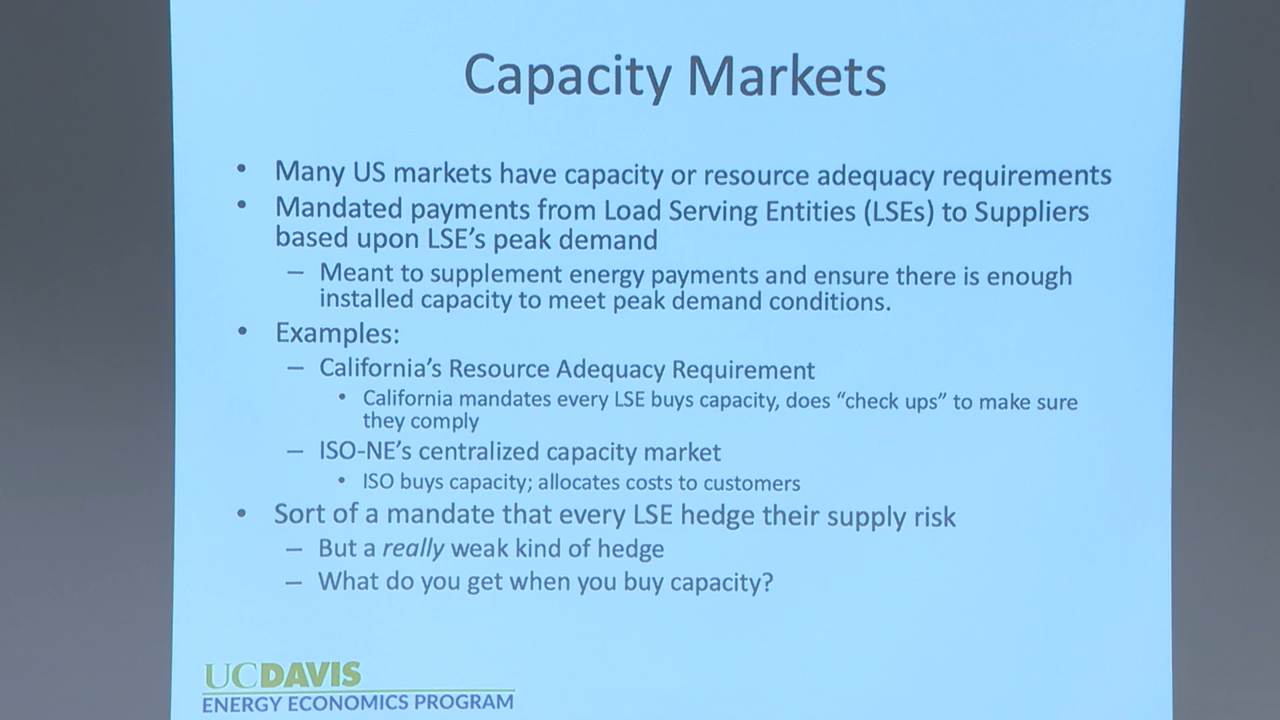 Capacity Markets
• Many US markets have capacity or resource adequacy requirements
• Mandated payments from Load Serving Entities (LSEs) to Suppliers
based upon LSE’s peak demand
– Meant to supplement energy payments and ensure there is enough
installed capacity to meet peak demand conditions.
• Examples:
– California’s Resource Adequacy Requirement
• California mandates every LSE buys capacity, does “check ups” to make sure
they comply
– ISO-NE’s centralized capacity market
• ISO buys capacity; allocates costs to customers
• Sort of a mandate that every LSE hedge their supply risk
– But a really weak kind of hedge
– What do you get when you buy capacity?
UCDAVIS
ENERGY ECONOMICS PROGRAM